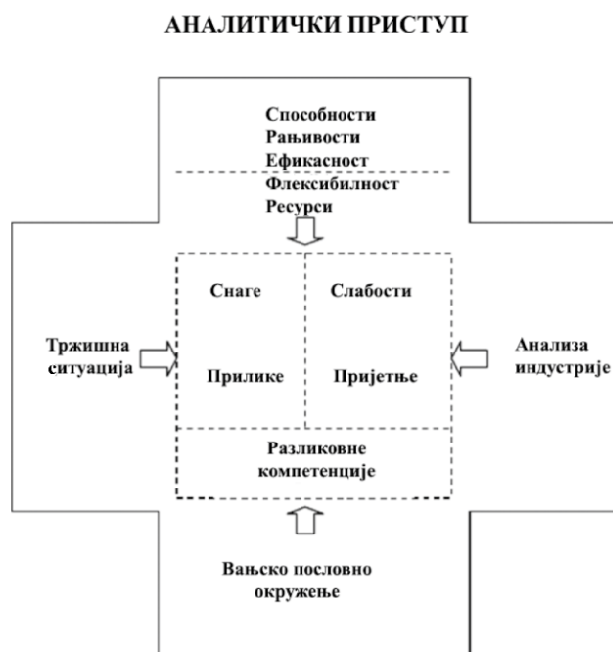 АНАЛИТИЧКИ ПРИСТУП
Способности
Рањивости
Ефикасност
Флексибилност
Ресурси
Снаге
Слабости
Тржишна
ситуација
Прилике
Пријетње
Анализа
индустрије
Разликовне
компетенције
Вањско пословно
окружење